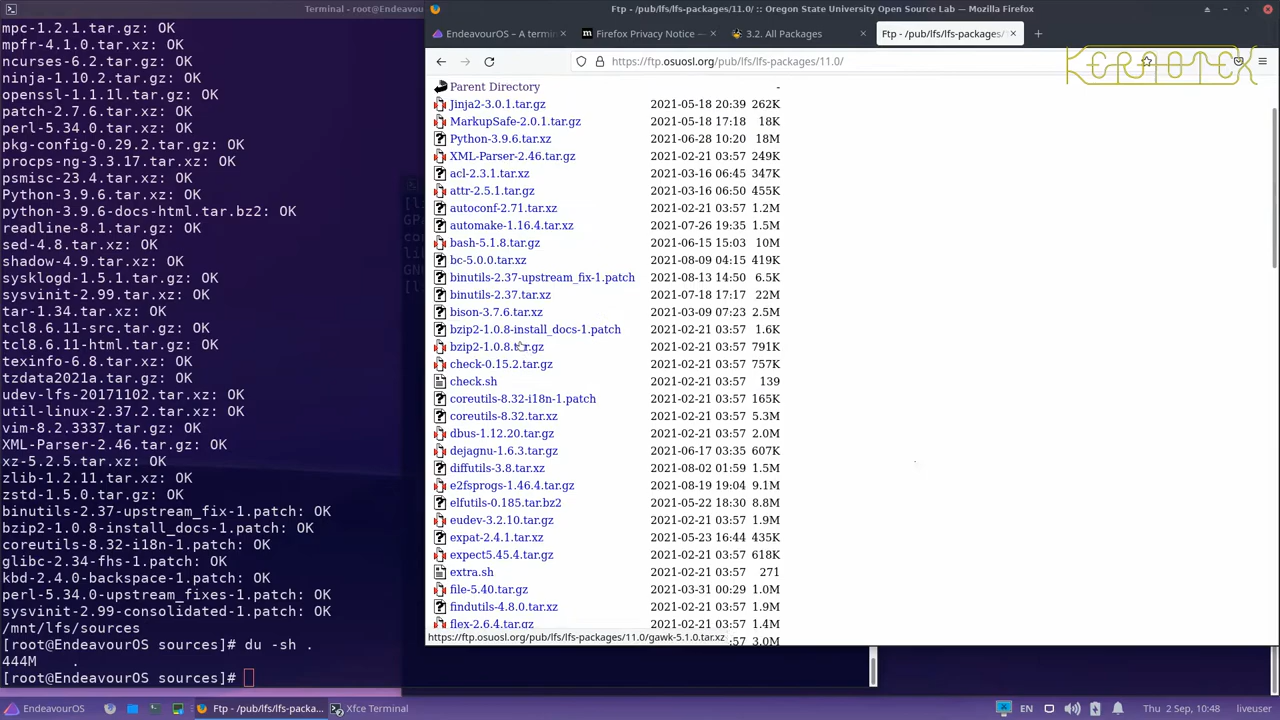 Terminal - root@Endeavour
mpc-1.2.1.tar.gz: OK
mpfr-4.1.0.tar.xz: OK
ncurses-6.2.tar.gz: OK
ninja-1.10.2.tar.gz: OK
openssl-1.1.1l.tar.gz: OK
patch-2.7.6.tar.xz: OK
perl-5.34.0.tar.xz: OK
pkg-config-0.29.2.tar.gz: OK
procps-ng-3.3.17.tar.xz: OK
psmisc-23.4.tar.xz: OK
Python-3.9.6.tar.xz: OK
python-3.9.6-docs-html.tar.bz2: OK
readline-8.1.tar.gz: OK
sed-4.8.tar.xz: OK
shadow-4.9.tar.xz: OK
sysklogd-1.5.1.tar.gz: OK
sysvinit-2.99.tar.xz: OK
tar-1.34.tar.xz: OK
tcl8.6.11-src.tar.gz: OK
tcl8.6.11-html.tar.gz: OK
texinfo-6.8.tar.xz: OK
tzdata2021a.tar.gz: OK
udev-lfs-20171102.tar.xz: OK
util-linux-2.37.2.tar.xz: OK
vim-8.2.3337.tar.gz: OK
XML-Parser-2.46.tar.gz: OK
xz-5.2.5.tar.xz: OK
zlib-1.2.11.tar.xz: OK
zstd-1.5.0.tar.gz: OK
binutils-2.37-upstream_fix-1.patch: OK
bzip2-1.0.8-install_docs-1.patch: OK
coreutils-8.32-i18n-1.patch: OK
glibc-2.34-fhs-1.patch: OK
kbd-2.4.0-backspace-1.patch: OK
perl-5.34.0-upstream_fixes-1.patch: OK
sysvinit-2.99-consolidated-1.patch: OK
/mnt/lfs/sources
[root@EndeavourOS sources]# du -sh .
444M .
[root@EndeavourOS sources]#
Ftp - /pub/lfs/lfs-packages/11.0/ :: Oregon State University Open Source Lab — Mozilla Firefox
EndeavourOS – A termin
Firefox Privacy Notice —
3.2. All Packages
Ftp - /pub/lfs/lfs-packages/1
https://ftp.osuosl.org/pub/lfs/lfs-packages/11.0/
KERNOTEX
Parent Directory -
Jinja2-3.0.1.tar.gz 2021-05-18 20:39 262K
MarkupSafe-2.0.1.tar.gz 2021-05-18 17:18 18K
Python-3.9.6.tar.xz 2021-06-28 10:20 18M
XML-Parser-2.46.tar.gz 2021-02-21 03:57 249K
acl-2.3.1.tar.xz 2021-03-16 06:45 347K
attr-2.5.1.tar.gz 2021-03-16 06:50 455K
autoconf-2.71.tar.xz 2021-02-21 03:57 1.2M
automake-1.16.4.tar.xz 2021-07-26 19:35 1.5M
bash-5.1.8.tar.gz 2021-06-15 15:03 10M
bc-5.0.0.tar.xz 2021-08-09 04:15 419K
binutils-2.37-upstream_fix-1.patch 2021-08-13 14:50 6.5K
binutils-2.37.tar.xz 2021-07-18 17:17 22M
bison-3.7.6.tar.xz 2021-03-09 07:23 2.5M
bzip2-1.0.8-install_docs-1.patch 2021-02-21 03:57 1.6K
bzip2-1.0.8.tar.gz 2021-02-21 03:57 791K
check-0.15.2.tar.gz 2021-02-21 03:57 757K
check.sh 2021-02-21 03:57 139
coreutils-8.32-i18n-1.patch 2021-02-21 03:57 165K
coreutils-8.32.tar.xz 2021-02-21 03:57 5.3M
dbus-1.12.20.tar.gz 2021-02-21 03:57 2.0M
dejagnu-1.6.3.tar.gz 2021-06-17 03:35 607K
diffutils-3.8.tar.xz 2021-08-02 01:59 1.5M
e2fsprogs-1.46.4.tar.gz 2021-08-19 19:04 9.1M
elfutils-0.185.tar.bz2 2021-05-22 18:30 8.8M
eudev-3.2.10.tar.gz 2021-02-21 03:57 1.9M
expat-2.4.1.tar.xz 2021-05-23 16:44 435K
expect5.45.4.tar.gz 2021-02-21 03:57 618K
extra.sh 2021-02-21 03:57 271
file-5.40.tar.gz 2021-03-31 00:29 1.0M
findutils-4.8.0.tar.xz 2021-02-21 03:57 1.9M
flex-2.6.4.tar.gz 2021-02-21 03:57 1.4M
https://ftp.osuosl.org/pub/lfs/lfs-packages/11.0/gawk-5.1.0.tar.xz :57 3.0M
EndeavourOS
Ftp - /pub/lfs/lfs-packa...
Xfce Terminal
EN
Thu 2 Sep, 10:48
liveuser